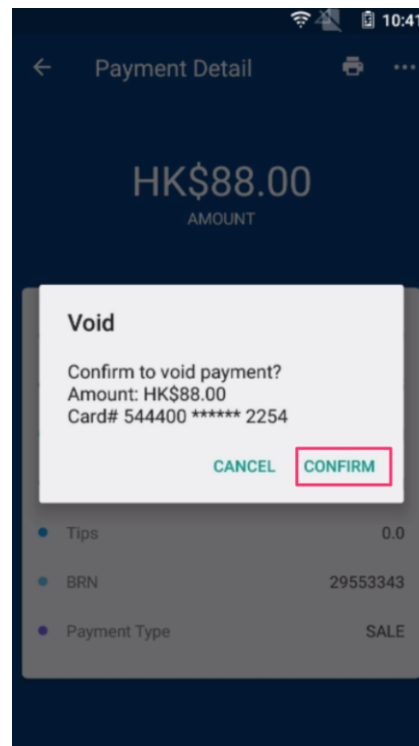 10:41
Payment Detail
HK$88.00
AMOUNT
Void
Confirm to void payment?
Amount: HK$88.00
Card# 544400 ****** 2254
CANCEL CONFIRM
Tips 0.0
BRN 29553343
Payment Type SALE